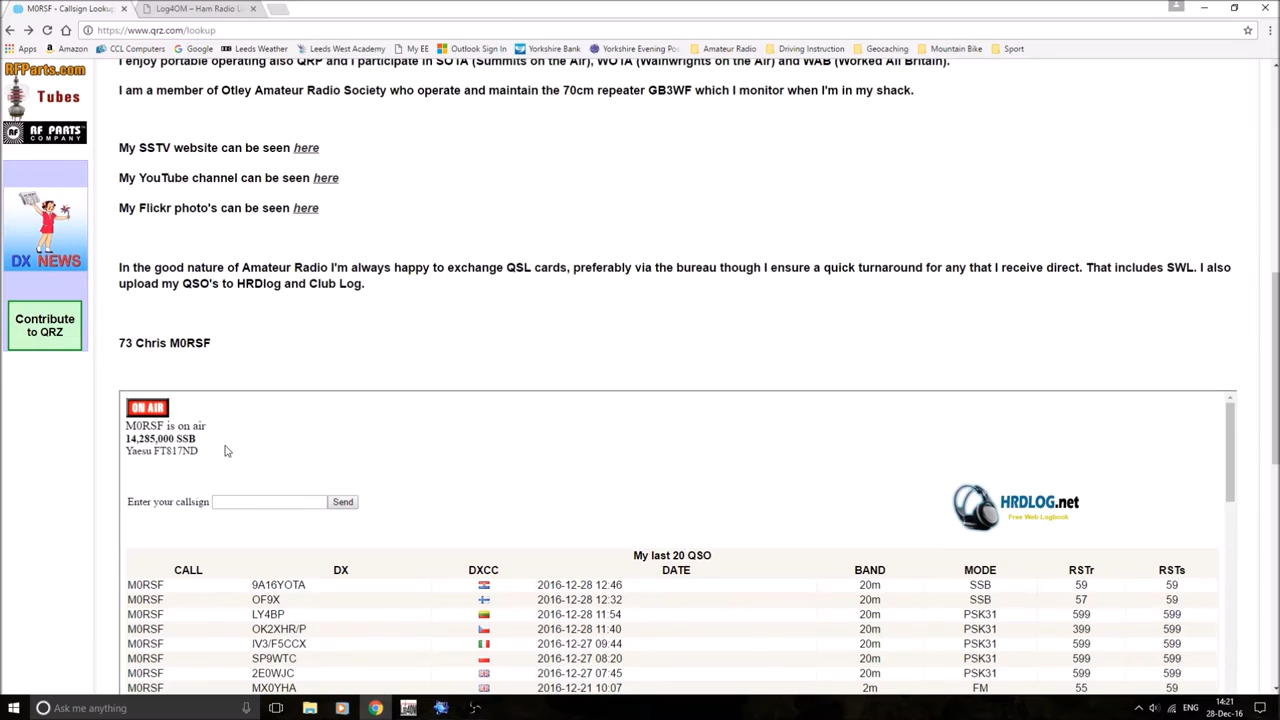 M0RSF - Callsign Lookup
Log4OM – Ham Radio L
https://www.qrz.com/lookup
Apps Amazon CCL Computers Google Leeds Weather Leeds West Academy My EE Outlook Sign In Yorkshire Bank Yorkshire Evening Po Amateur Radio Driving Instruction Geocaching Mountain Bike Sport
RFParts.com
Tubes
RF PARTS
COMPANY
DX NEWS
Contribute
to QRZ
I enjoy portable operating also QRP and I participate in SOTA (Summits on the Air), WOTA (Wainwrights on the Air) and WAB (Worked All Britain).
I am a member of Otley Amateur Radio Society who operate and maintain the 70cm repeater GB3WF which I monitor when I'm in my shack.
My SSTV website can be seen here
My YouTube channel can be seen here
My Flickr photo's can be seen here
In the good nature of Amateur Radio I'm always happy to exchange QSL cards, preferably via the bureau though I ensure a quick turnaround for any that I receive direct. That includes SWL. I also
upload my QSO's to HRDlog and Club Log.
73 Chris M0RSF
ON AIR
M0RSF is on air
14,285,000 SSB
Yaesu FT817ND
Enter your callsign Send
HRDLOG.net
Free Web Logbook
My last 20 QSO
CALL DX DXCC DATE BAND MODE RSTr RSTs
M0RSF 9A16YOTA 2016-12-28 12:46 20m SSB 59 59
M0RSF OF9X 2016-12-28 12:32 20m SSB 57 59
M0RSF LY4BP 2016-12-28 11:54 20m PSK31 599 599
M0RSF OK2XHR/P 2016-12-28 11:40 20m PSK31 399 599
M0RSF IV3/F5CCX 2016-12-27 09:44 20m PSK31 599 599
M0RSF SP9WTC 2016-12-27 08:20 20m PSK31 599 599
M0RSF 2E0WJC 2016-12-27 07:45 20m PSK31 599 599
M0RSF MX0YHA 2016-12-21 10:07 2m FM 55 59
Ask me anything
ENG
14:21
28-Dec-16